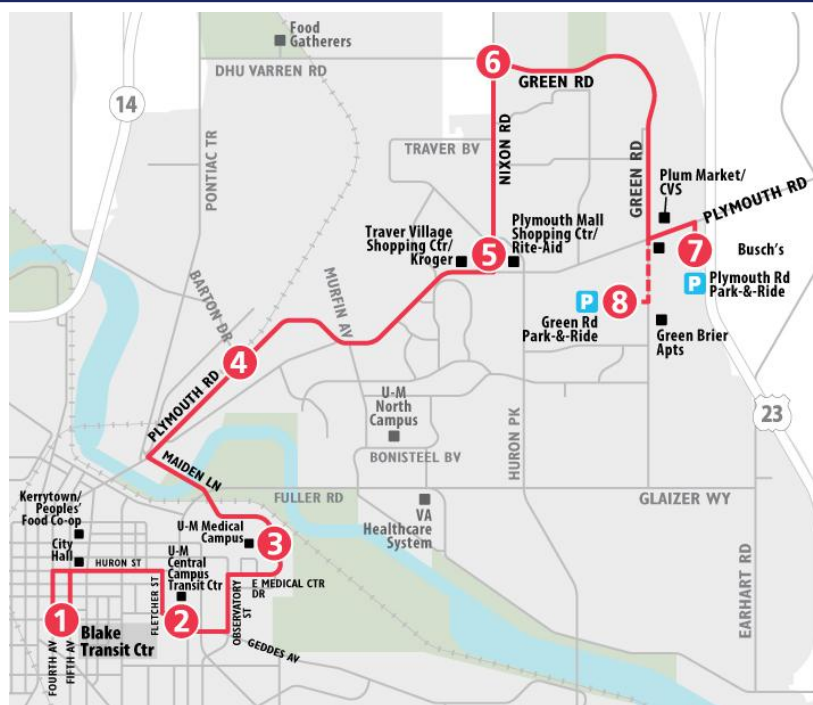 Food
Gatherers
6
DHU VARREN RD
GREEN RD
14
PONTIAC TR
NIXON RD
TRAVER BV
GREEN RD
Plum Market/
CVS
PLYMOUTH RD
Traver Village
Shopping Ctr/
Kroger
5
Plymouth Mall
Shopping Ctr/
Rite-Aid
7
Busch's
P
Plymouth Rd
Park-&-Ride
MURFIN AV
BARTON DR
P
8
Green Rd
Park-&-Ride
Green Brier
Apts
4
PLYMOUTH RD
U-M
North
Campus
HURON PK
23
BONISTEEL BV
MAIDEN LN
FULLER RD
GLAIZER WY
VA
Healthcare
System
Kerrytown/
Peoples'
Food Co-op
City
Hall
U-M Medical
Campus
3
HURON ST
U-M
Central
Campus
Transit Ctr
E MEDICAL CTR
DR
FLETCHER ST
OBSERVATORY
ST
EARHART RD
1
Blake
Transit Ctr
2
GEDDES AV
FOURTH AV
FIFTH AV